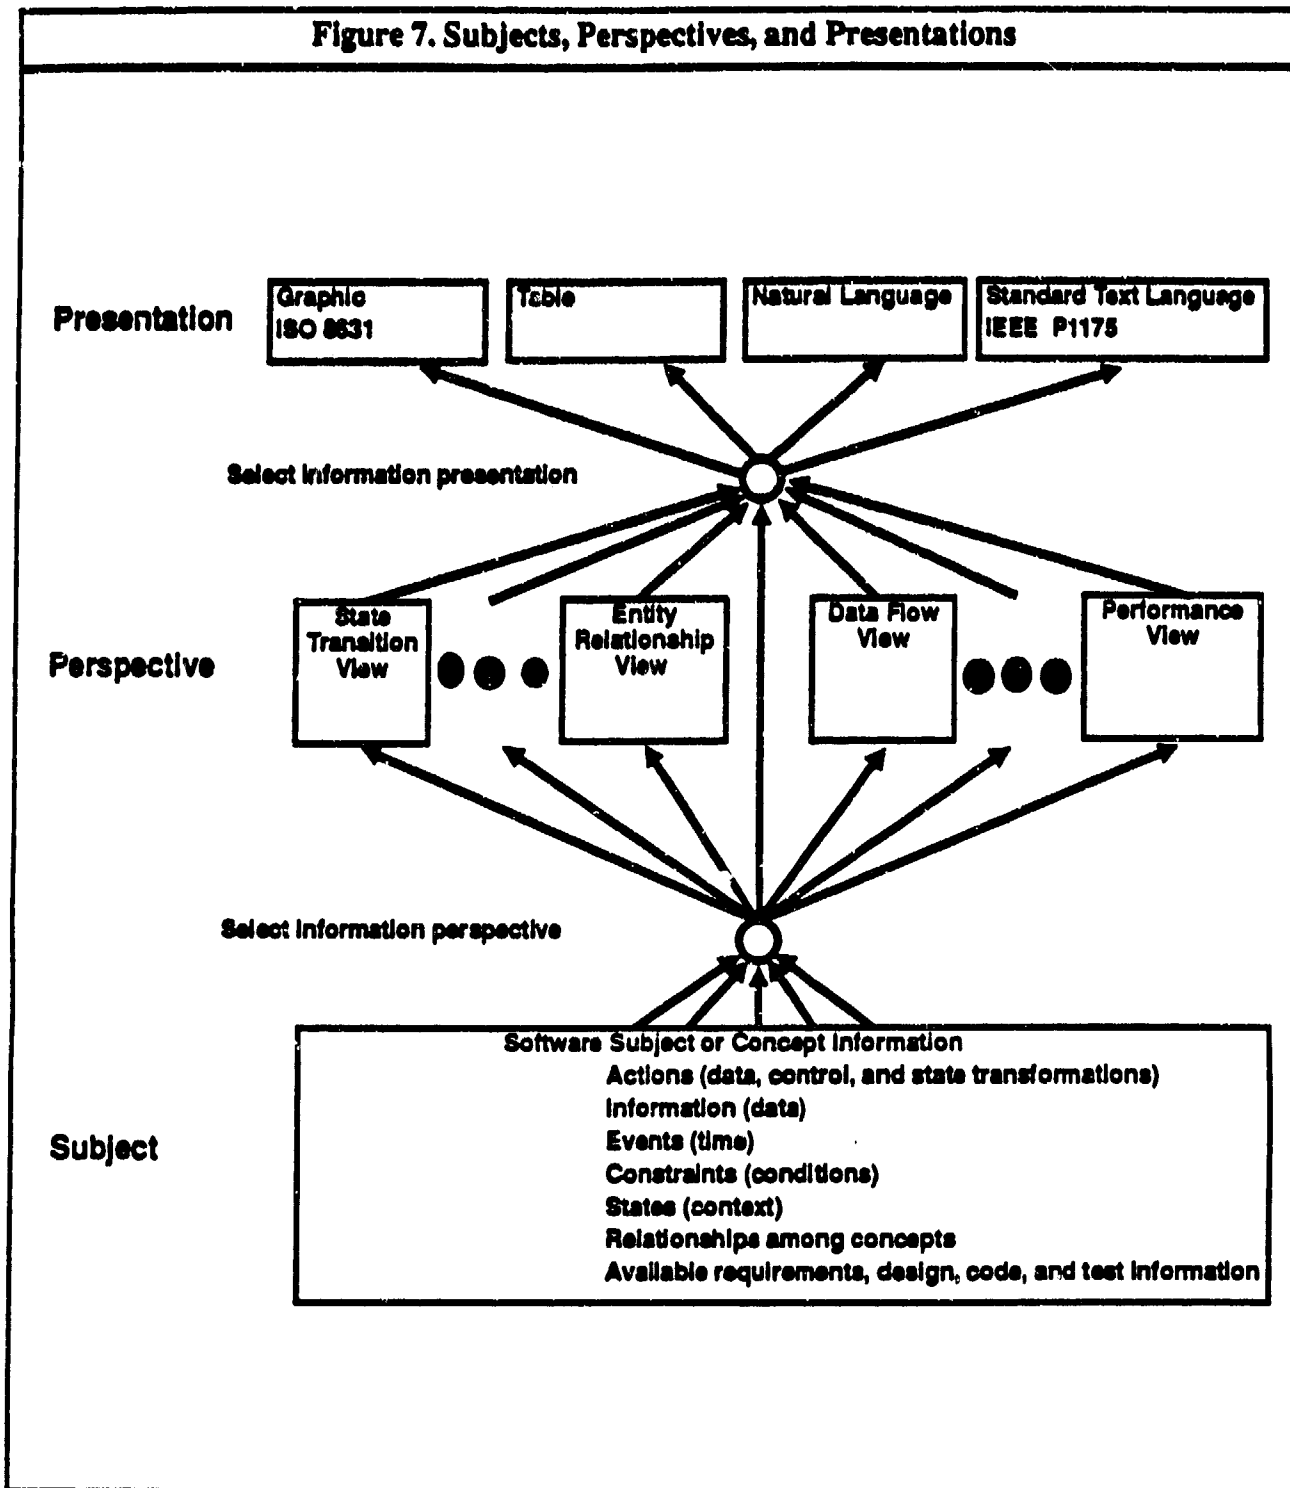 Figure 7. Subjects, Perspectives, and Presentations
Presentation
Graphic
ISO 8631
Table
Natural Language
Standard Text Language
IEEE P1175
Select information presentation
Perspective
State
Transition
View
Entity
Relationship
View
Data Flow
View
Performance
View
Select information perspective
Subject
Software Subject or Concept Information
Actions (data, control, and state transformations)
Information (data)
Events (time)
Constraints (conditions)
States (context)
Relationships among concepts
Available requirements, design, code, and test information